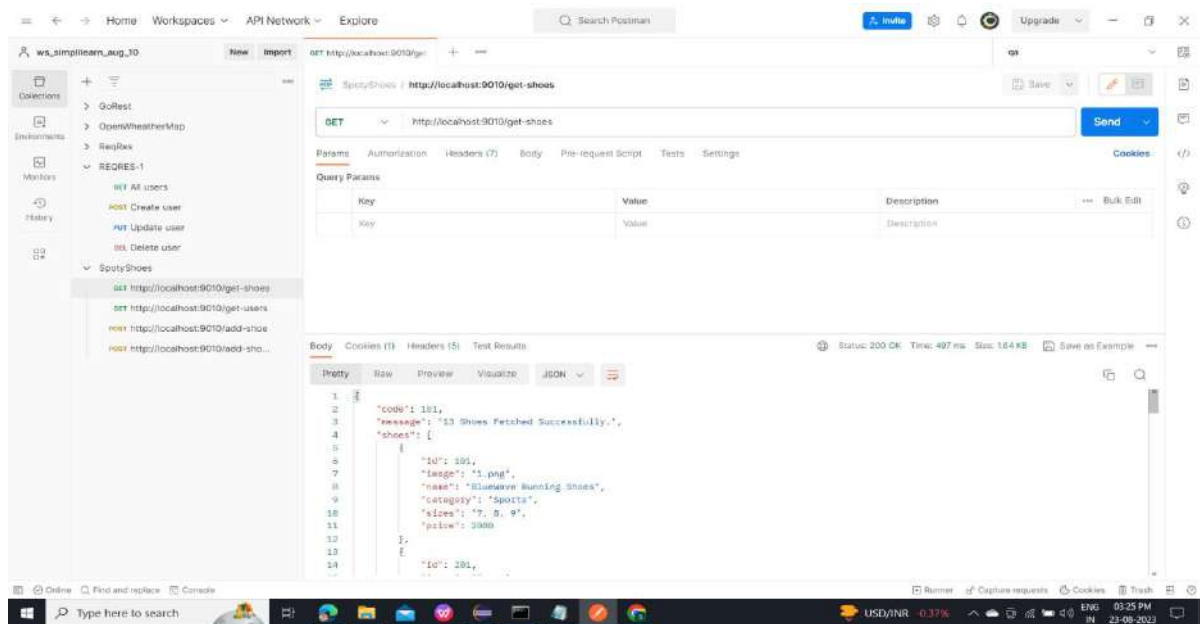 Home Workspaces API Network Explore Search Postman Invite Upgrade
ws_simplilearn_aug_10 New Import GET http://localhost:9010/get- qa
Collections
Environments
Monitors
History
GoRest
OpenWheatherMap
ReqRes
REQRES-1
GET All users
POST Create user
PUT Update user
DEL Delete user
SpotyShoes
GET http://localhost:9010/get-shoes
GET http://localhost:9010/get-users
POST http://localhost:9010/add-shoe
POST http://localhost:9010/add-sho...
SpotyShoes / http://localhost:9010/get-shoes Save
GET http://localhost:9010/get-shoes Send
Params Authorization Headers (7) Body Pre-request Script Tests Settings Cookies
Query Params
Key Value Description Bulk Edit
Key Value Description
Body Cookies (1) Headers (5) Test Results Status: 200 OK Time: 497 ms Size: 1.64 KB Save as Example
Pretty Raw Preview Visualize JSON
1 {
2 "code": 101,
3 "message": "13 Shoes Fetched Successfully.",
4 "shoes": [
5 {
6 "id": 101,
7 "image": "1.png",
8 "name": "Bluewave Running Shoes",
9 "category": "Sports",
10 "sizes": "7, 8, 9",
11 "price": 2000
12 },
13 {
14 "id": 201,
Online Find and replace Console Runner Capture requests Cookies Trash
Type here to search USD/INR -0.37% ENG 03:25 PM
IN 23-08-2023